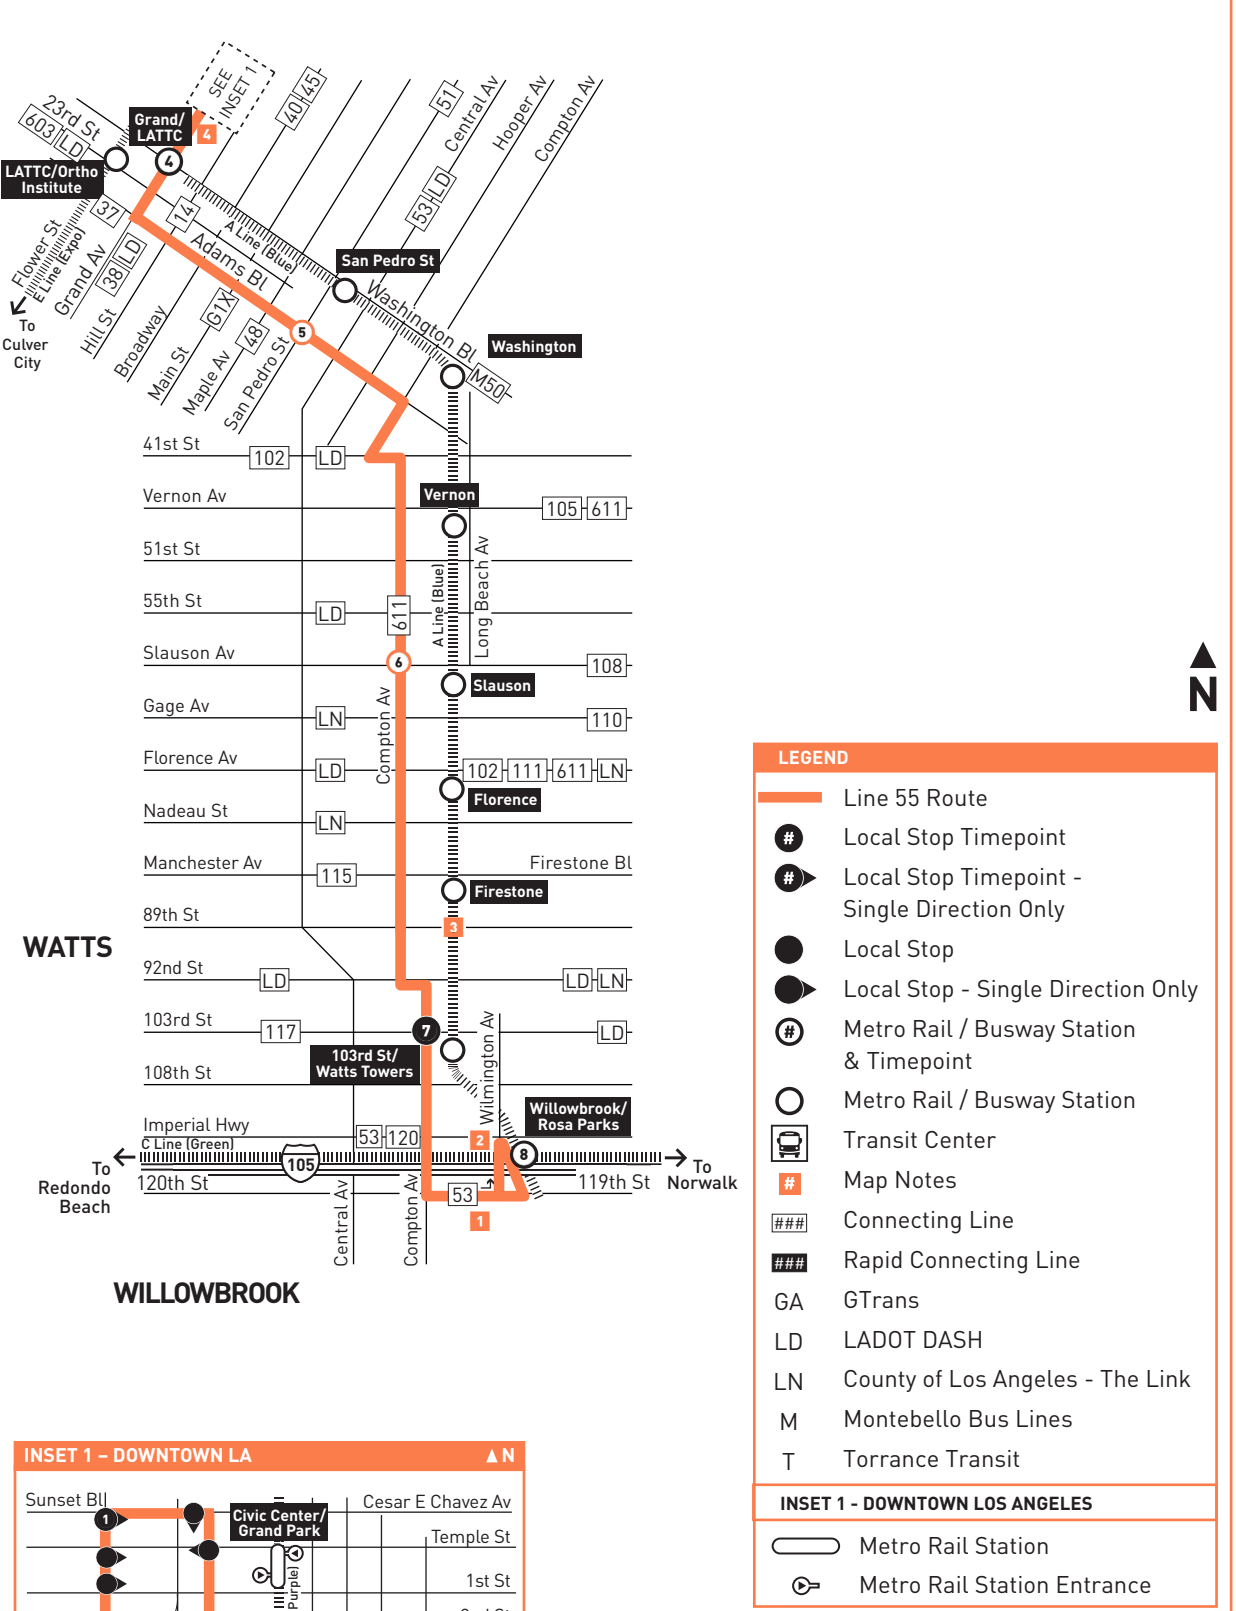 SEE
INSET 1
40
45
51
Central Av
Hooper Av
Compton Av
23rd St
603
LD
Grand/
LATTC
4
4
LATTC/Ortho
Institute
37
14
53
LD
A Line (Blue)
Adams Bl
San Pedro St
Washington Bl
Flower St
E Line (Expo)
Grand Av
38
LD
Hill St
Broadway
G1X
Main St
48
Maple Av
San Pedro St
5
To
Culver
City
Washington
M50
41st St
102
LD
Vernon Av
Vernon
105
611
51st St
Long Beach Av
A Line (Blue)
55th St
LD
611
Slauson Av
6
108
Slauson
Gage Av
LN
Compton Av
110
Florence Av
LD
102
111
611
LN
Florence
Nadeau St
LN
Manchester Av
Firestone Bl
115
Firestone
89th St
3
WATTS
92nd St
LD
LD
LN
103rd St
117
7
LD
103rd St/
Watts Towers
Wilmington Av
108th St
Willowbrook/
Rosa Parks
Imperial Hwy
53
120
2
C Line (Green)
105
8
To
Redondo
Beach
To
Norwalk
120th St
53
119th St
1
Central Av
Compton Av
WILLOWBROOK
N
LEGEND
Line 55 Route
# Local Stop Timepoint
# Local Stop Timepoint -
Single Direction Only
Local Stop
Local Stop - Single Direction Only
# Metro Rail / Busway Station
& Timepoint
Metro Rail / Busway Station
Transit Center
# Map Notes
### Connecting Line
### Rapid Connecting Line
GA GTrans
LD LADOT DASH
LN County of Los Angeles - The Link
M Montebello Bus Lines
T Torrance Transit
INSET 1 - DOWNTOWN LOS ANGELES
Metro Rail Station
Metro Rail Station Entrance
INSET 1 – DOWNTOWN LA
N
Sunset Bl
Cesar E Chavez Av
1
Civic Center/
Grand Park
Temple St
1st St
Purple)